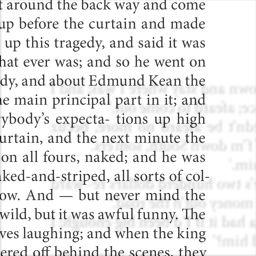 t around the back way and come
up before the curtain and made
up this tragedy, and said it was
hat ever was; and so he went on
dy, and about Edmund Kean the
e main principal part in it; and
ybody's expecta- tions up high
urtain, and the next minute the
on all fours, naked; and he was
ked-and-striped, all sorts of col-
ow. And — but never mind the
wild, but it was awful funny. The
ves laughing; and when the king
ered off behind the scenes, they